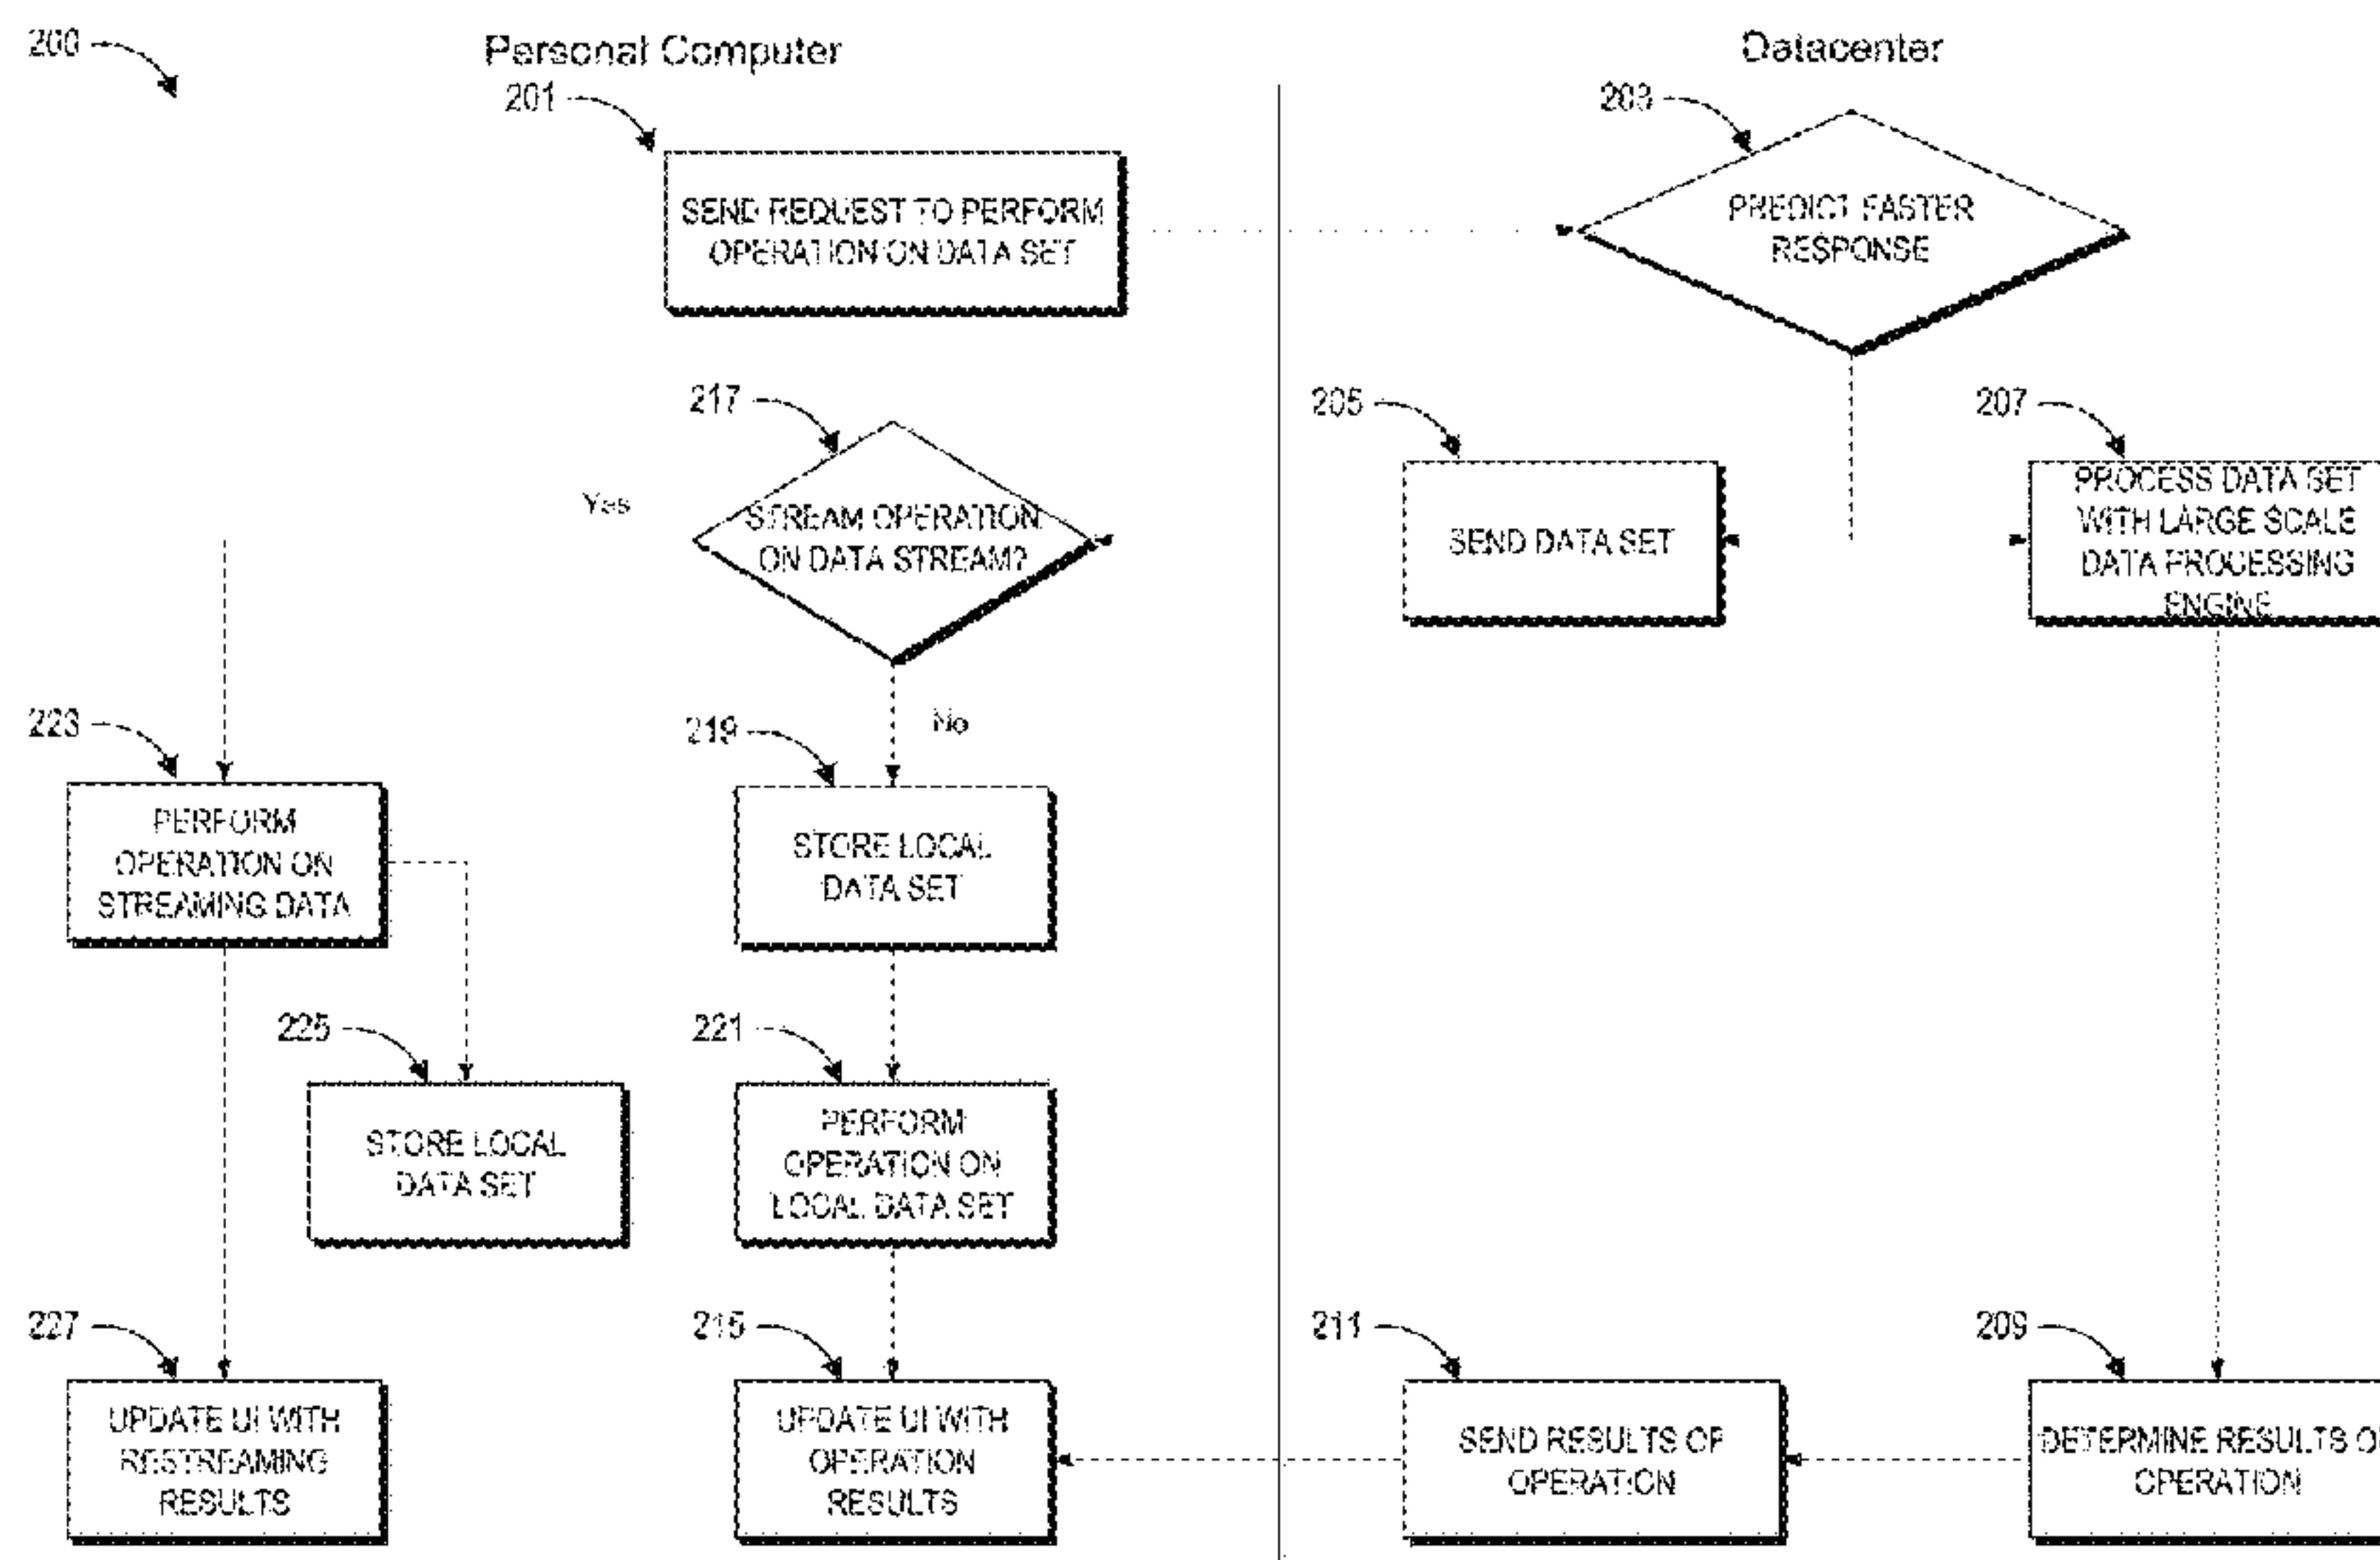 200
Personal Computer
Datacenter
201
203
SEND REQUEST TO PERFORM
OPERATION ON DATA SET
PREDICT FASTER
RESPONSE
217
205
207
Yes
STREAM OPERATION
ON DATA STREAM?
SEND DATA SET
PROCESS DATA SET
WITH LARGE SCALE
DATA PROCESSING
ENGINE
223
219
No
PERFORM
OPERATION ON
STREAMING DATA
STORE LOCAL
DATA SET
225
221
STORE LOCAL
DATA SET
PERFORM
OPERATION ON
LOCAL DATA SET
227
215
211
209
UPDATE UI WITH
RESTREAMING
RESULTS
UPDATE UI WITH
OPERATION
RESULTS
SEND RESULTS OF
OPERATION
DETERMINE RESULTS OF
OPERATION